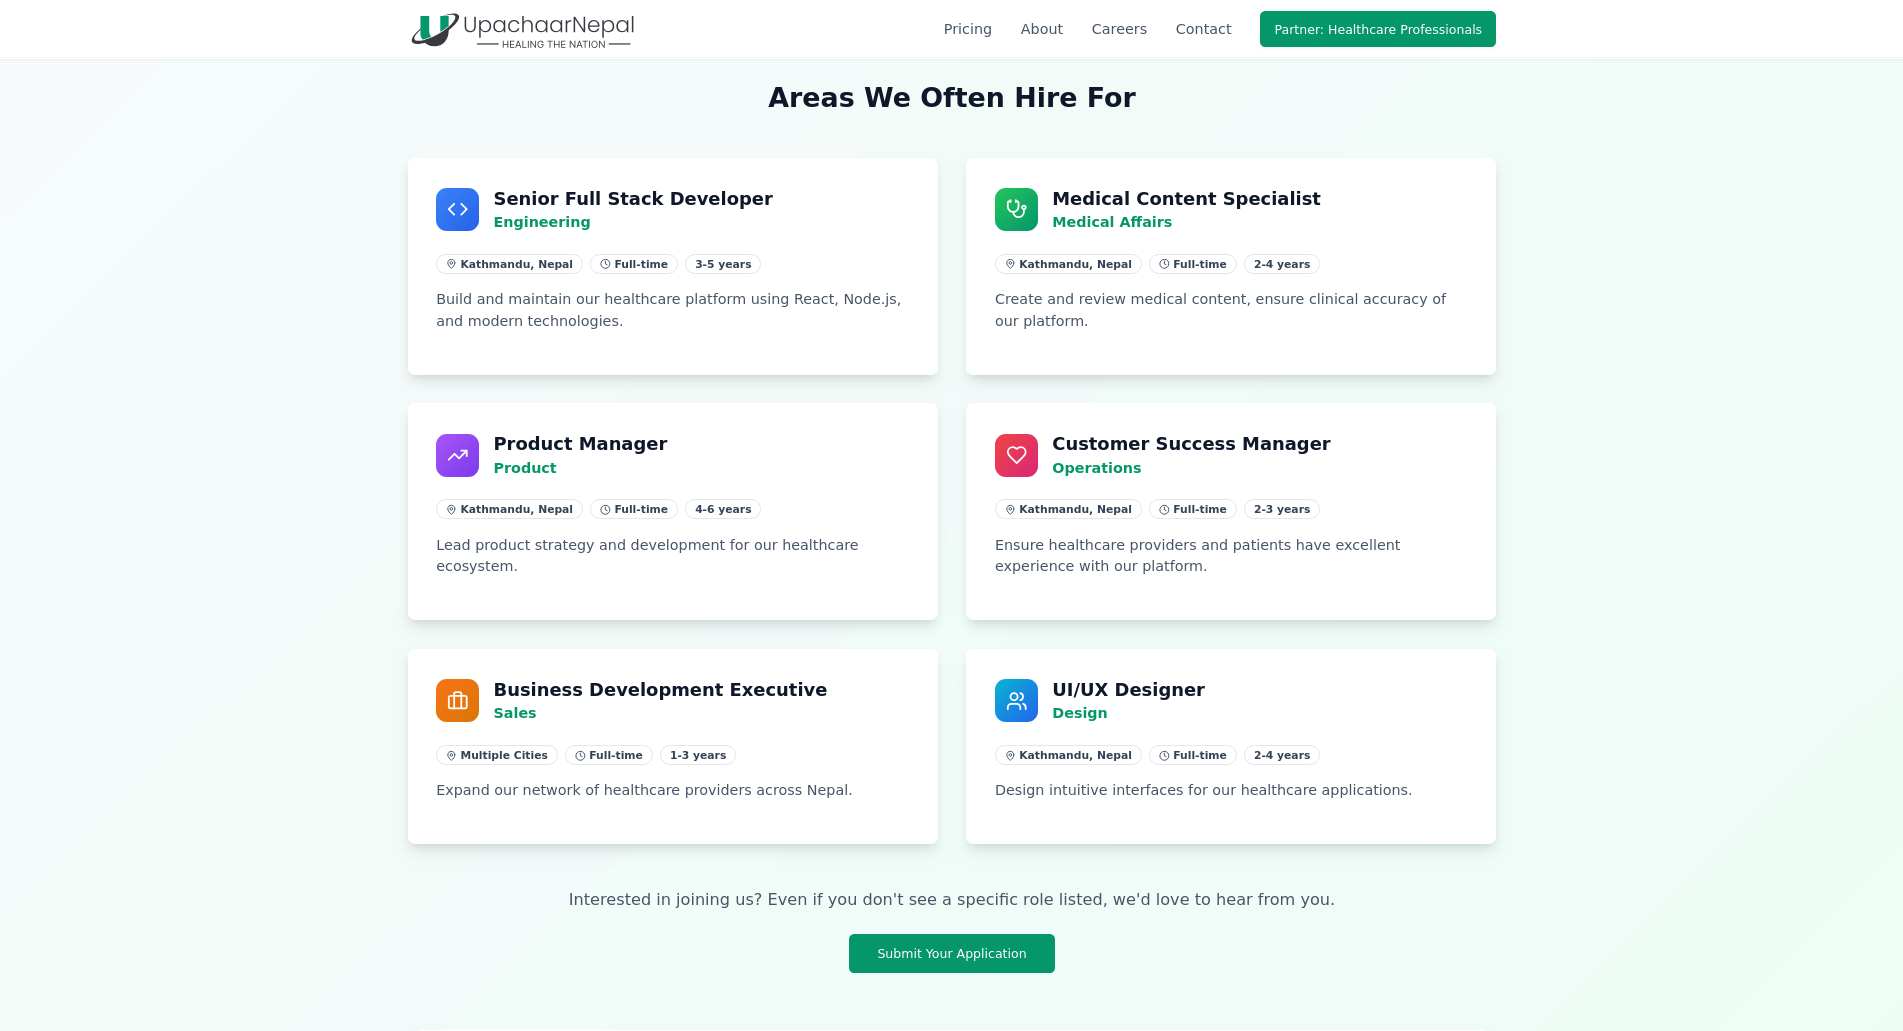 UpachaarNepal
HEALING THE NATION
Pricing
About
Careers
Contact
Partner: Healthcare Professionals
Areas We Often Hire For
Senior Full Stack Developer
Engineering
Kathmandu, Nepal
Full-time
3-5 years
Build and maintain our healthcare platform using React, Node.js,
and modern technologies.
Medical Content Specialist
Medical Affairs
Kathmandu, Nepal
Full-time
2-4 years
Create and review medical content, ensure clinical accuracy of
our platform.
Product Manager
Product
Kathmandu, Nepal
Full-time
4-6 years
Lead product strategy and development for our healthcare
ecosystem.
Customer Success Manager
Operations
Kathmandu, Nepal
Full-time
2-3 years
Ensure healthcare providers and patients have excellent
experience with our platform.
Business Development Executive
Sales
Multiple Cities
Full-time
1-3 years
Expand our network of healthcare providers across Nepal.
UI/UX Designer
Design
Kathmandu, Nepal
Full-time
2-4 years
Design intuitive interfaces for our healthcare applications.
Interested in joining us? Even if you don't see a specific role listed, we'd love to hear from you.
Submit Your Application